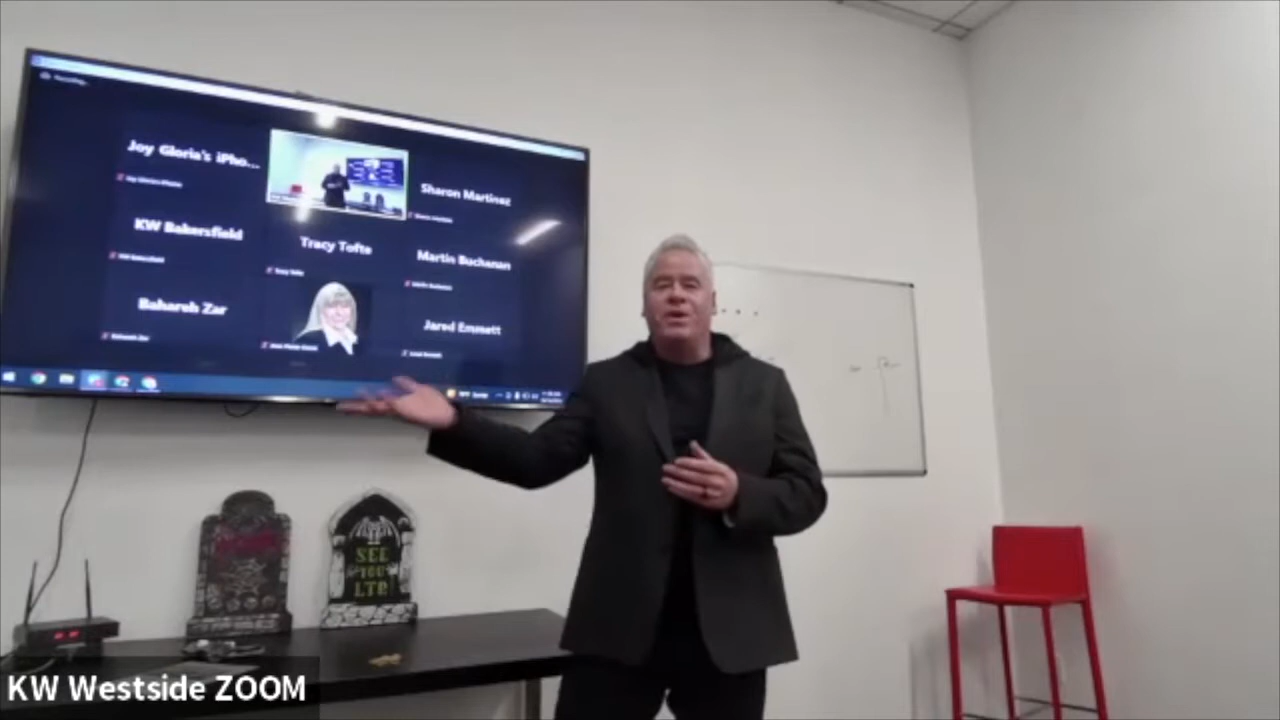 Joy Gloria's iPho...
Sharon Martinez
KW Bakersfield
Tracy Tofte
Martin Buchanan
Bahareh Zar
Jared Emmett
SEE
YOU
LTR
KW Westside ZOOM